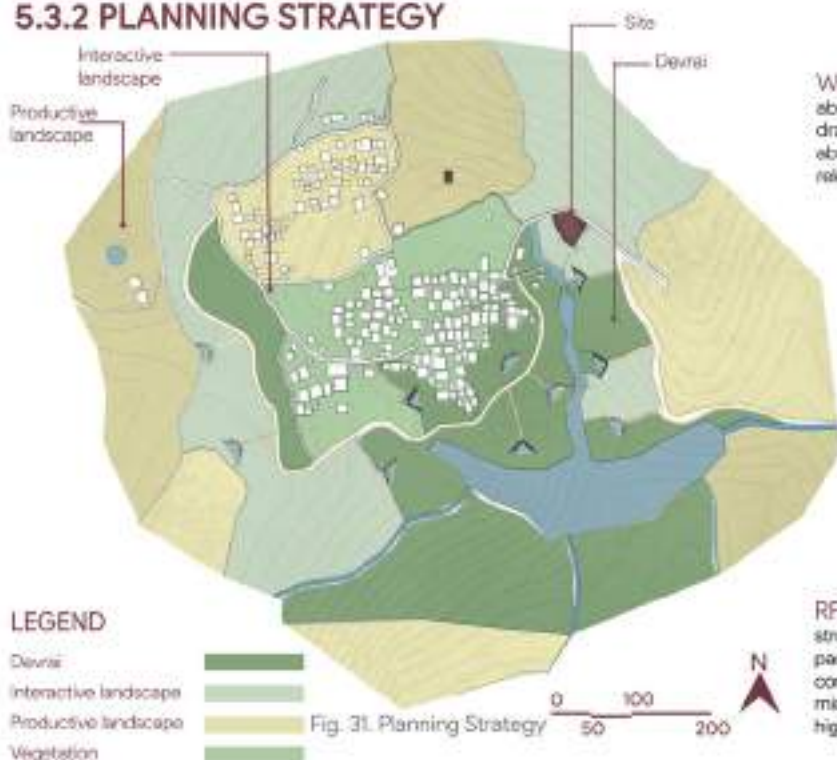 5.3.2 PLANNING STRATEGY
Site
Interactive
landscape
Devrai
Productive
landscape
LEGEND
Devrai
Interactive landscape
Productive landscape
Vegetation
Fig. 31. Planning Strategy
0 100
50 200
N